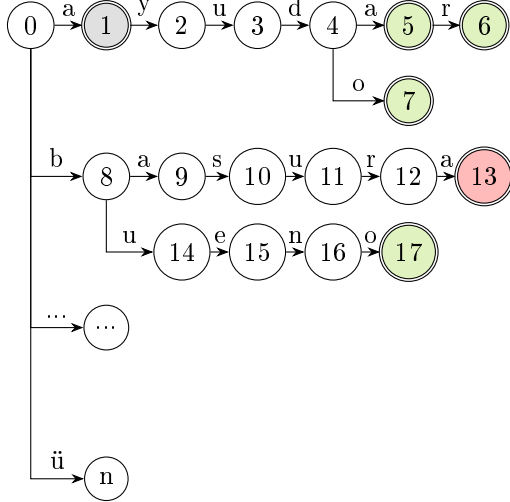 a y u d a r
0 1 2 3 4 5 6
o
7
b a s u r a
8 9 10 11 12 13
u e n o
14 15 16 17
...
...
ü
n